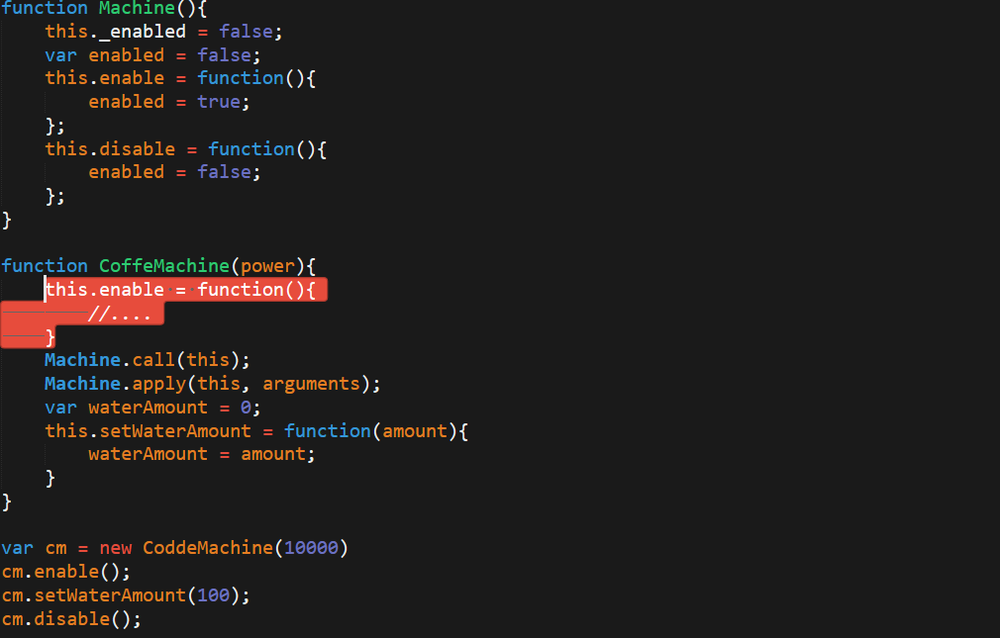 function Machine(){
    this._enabled = false;
    var enabled = false;
    this.enable = function(){
        enabled = true;
    };
    this.disable = function(){
        enabled = false;
    };
}

function CoffeMachine(power){
    this.enable = function(){
        //....
    }
    Machine.call(this);
    Machine.apply(this, arguments);
    var waterAmount = 0;
    this.setWaterAmount = function(amount){
        waterAmount = amount;
    }
}

var cm = new CoddeMachine(10000)
cm.enable();
cm.setWaterAmount(100);
cm.disable();